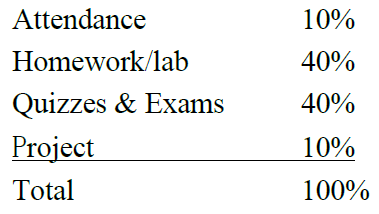 Attendance 10%
Homework/lab 40%
Quizzes & Exams 40%
Project 10%
Total 100%